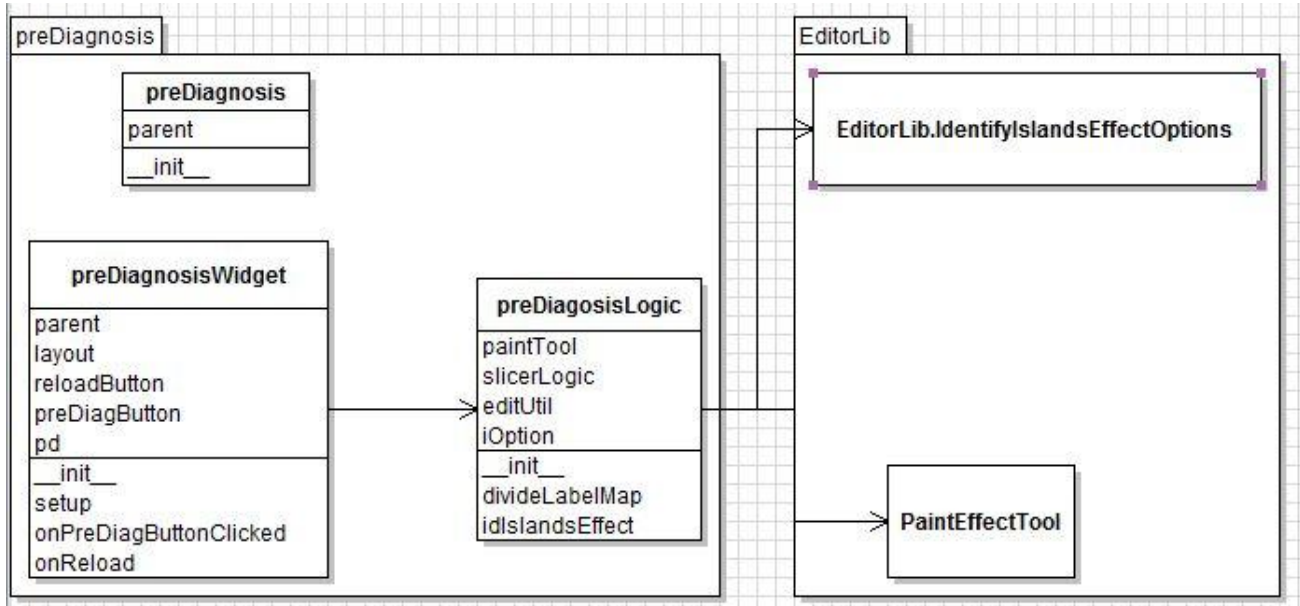 preDiagnosis
preDiagnosis
parent
__init__
preDiagnosisWidget
parent
layout
reloadButton
preDiagButton
pd
__init__
setup
onPreDiagButtonClicked
onReload
preDiagosisLogic
paintTool
slicerLogic
editUtil
iOption
__init__
divideLabelMap
idIslandsEffect
EditorLib
EditorLib.IdentifyIslandsEffectOptions
PaintEffectTool